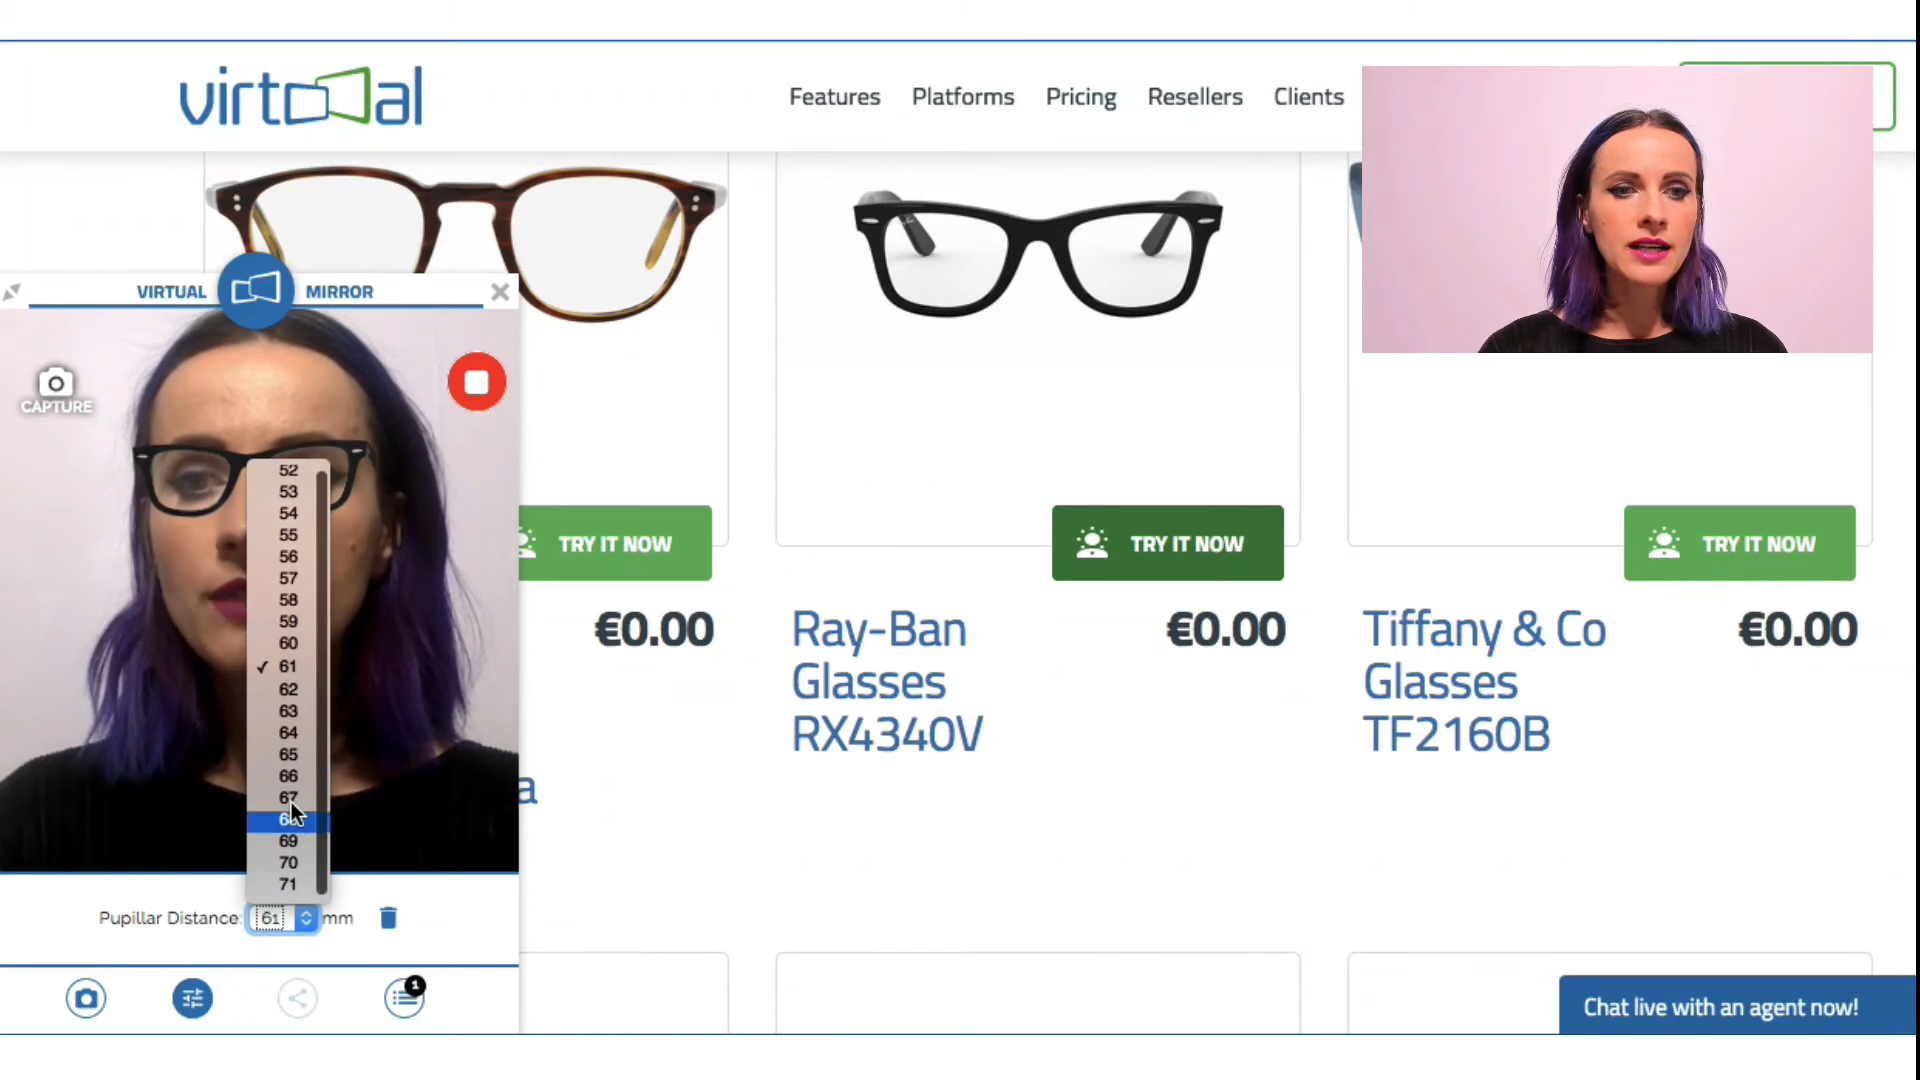 virtooal
Features
Platforms
Pricing
Resellers
Clients
VIRTUAL
MIRROR
CAPTURE
52
53
54
55
56
57
58
59
60
✓ 61
62
63
64
65
66
67
69
70
71
Pupillar Distance: 61 mm
1
TRY IT NOW
€0.00
a
TRY IT NOW
Ray-Ban
Glasses
RX4340V
€0.00
TRY IT NOW
Tiffany & Co
Glasses
TF2160B
€0.00
Chat live with an agent now!